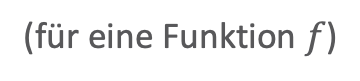 (für eine Funktion 𝑓)